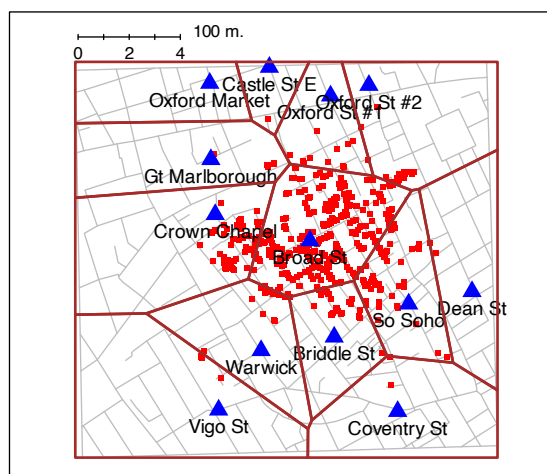 100 m.
0 2 4
Castle St E
Oxford Market
Oxford St #2
Oxford St #1
Gt Marlborough
Crown Chapel
Broad St
Dean St
So Soho
Briddle St
Warwick
Vigo St
Coventry St